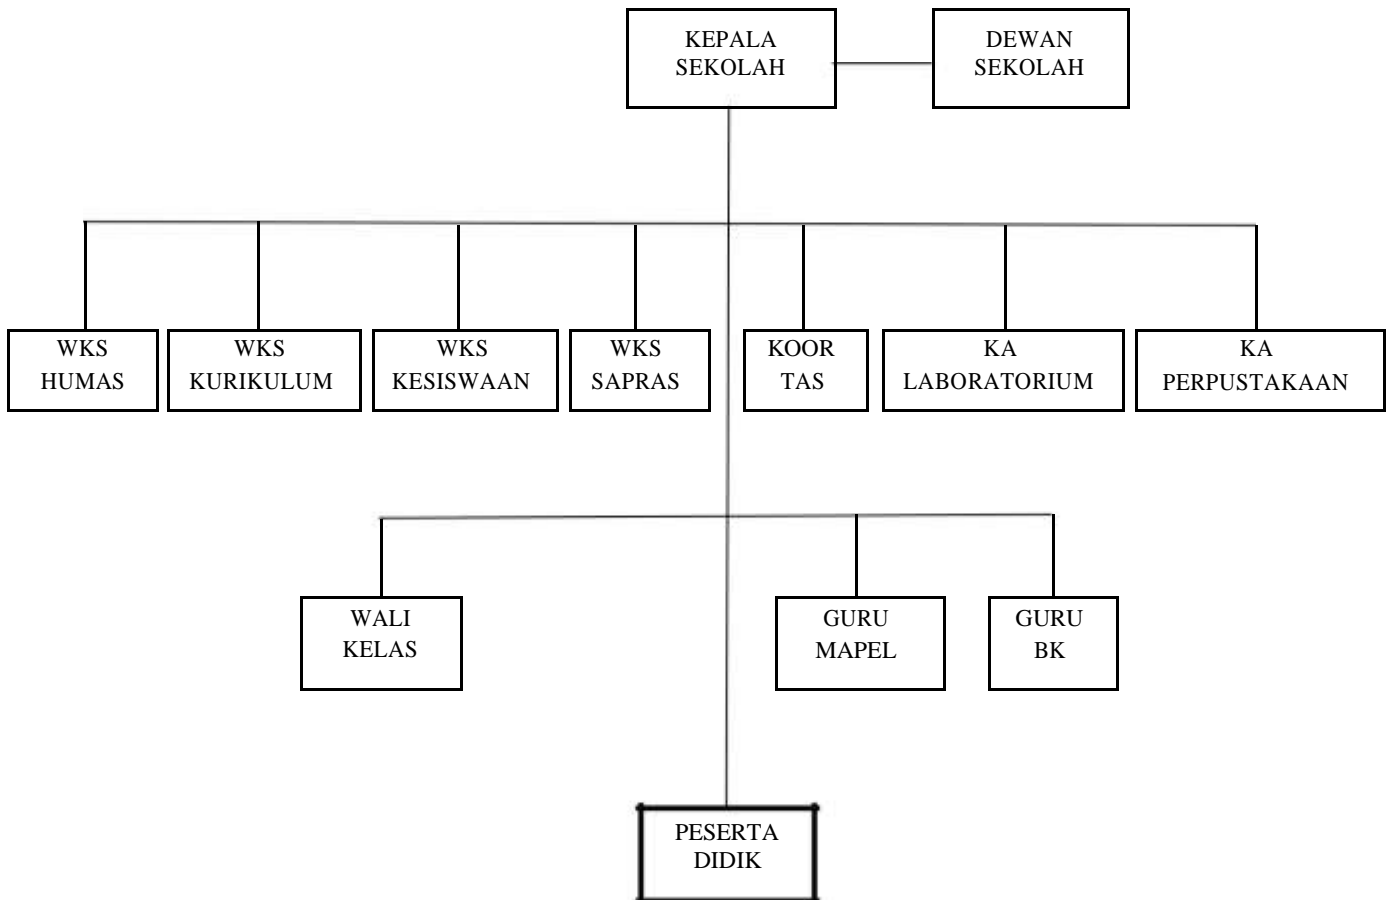 KEPALA
SEKOLAH
DEWAN
SEKOLAH
WKS
HUMAS
WKS
KURIKULUM
WKS
KESISWAAN
WKS
SAPRAS
KOOR
TAS
KA
LABORATORIUM
KA
PERPUSTAKAAN
WALI
KELAS
GURU
MAPEL
GURU
BK
PESERTA
DIDIK